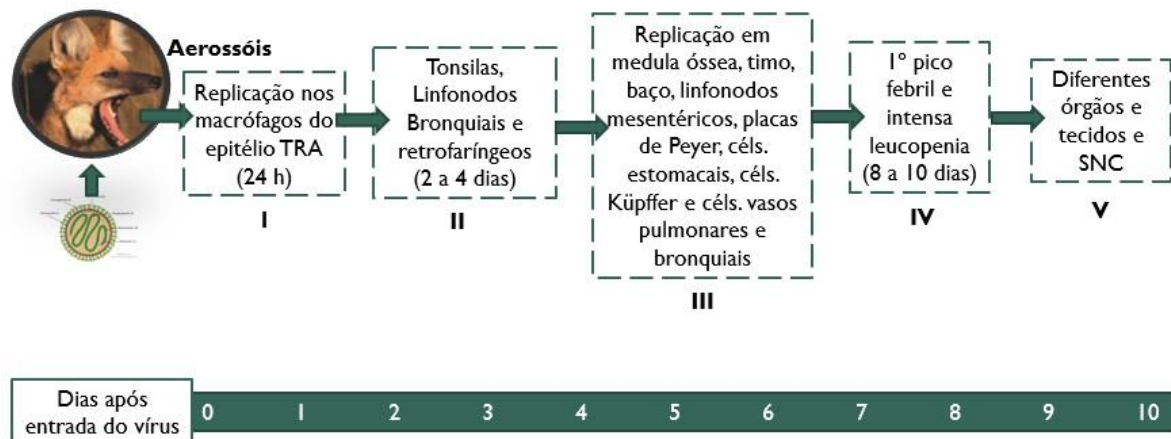 Aerossóis
Replicação nos
macrófagos do
epitélio TRA
(24 h)
I
Tonsilas,
Linfonodos
Bronquiais e
retrofaríngeos
(2 a 4 dias)
II
Replicação em
medula óssea, timo,
baço, linfonodos
mesentéricos, placas
de Peyer, céls.
estomacais, céls.
Küpffer e céls. vasos
pulmonares e
bronquiais
III
1º pico
febril e
intensa
leucopenia
(8 a 10 dias)
IV
Diferentes
órgãos e
tecidos e
SNC
V
Dias após
entrada do vírus
0 1 2 3 4 5 6 7 8 9 10